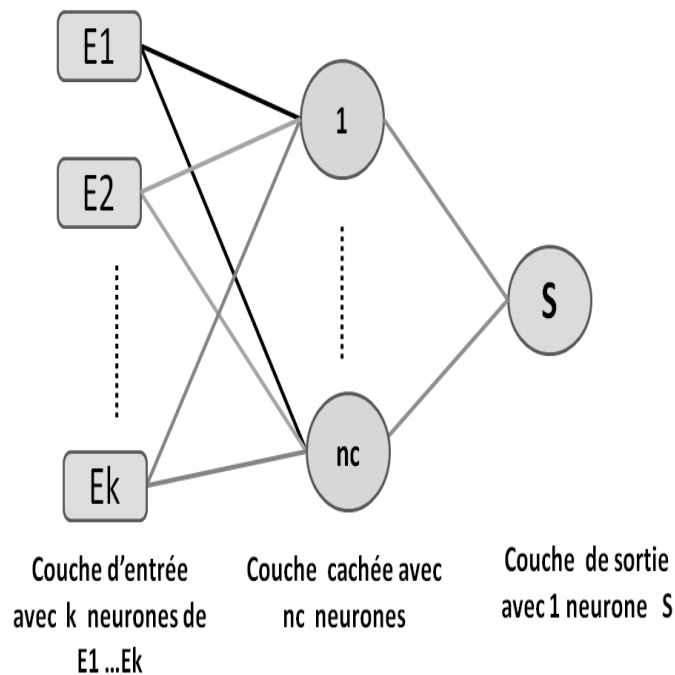 E1
E2
Ek
1
nc
S
Couche d'entrée
avec k neurones de
E1 ...Ek
Couche cachée avec
nc neurones
Couche de sortie
avec 1 neurone S